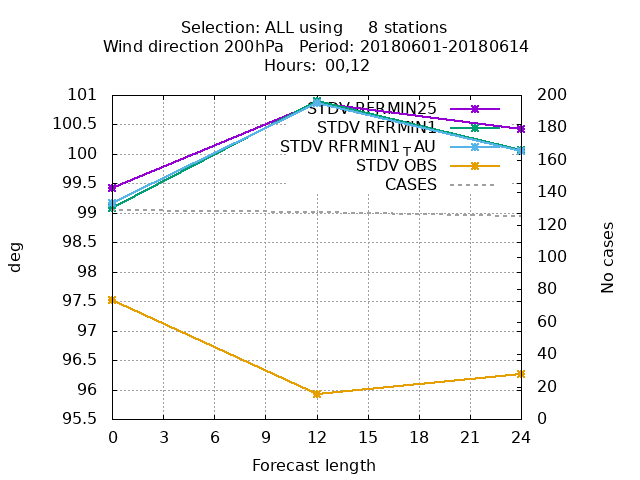 Selection: ALL using     8 stations
Wind direction 200hPa   Period: 20180601-20180614
Hours: 00,12
101
100.5
100
99.5
99
98.5
98
97.5
97
96.5
96
95.5
deg
STDV RFRMIN25
STDV RFRMIN1
STDV RFRMIN1┬AU
STDV OBS
CASES
200
180
160
140
120
100
80
60
40
20
0
No cases
0 3 6 9 12 15 18 21 24
Forecast length